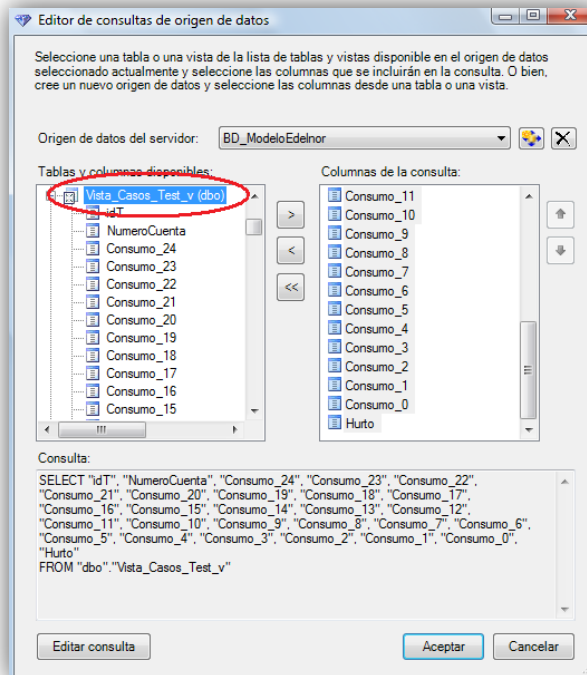 Editor de consultas de origen de datos
Seleccione una tabla o una vista de la lista de tablas y vistas disponible en el origen de datos
seleccionado actualmente y seleccione las columnas que se incluirán en la consulta. O bien,
cree un nuevo origen de datos y seleccione las columnas desde una tabla o una vista.
Origen de datos del servidor: BD_ModeloEdelnor
Tablas y columnas disponibles:
Vista_Casos_Test_v (dbo)
idT
NumeroCuenta
Consumo_24
Consumo_23
Consumo_22
Consumo_21
Consumo_20
Consumo_19
Consumo_18
Consumo_17
Consumo_16
Consumo_15
Columnas de la consulta:
Consumo_11
Consumo_10
Consumo_9
Consumo_8
Consumo_7
Consumo_6
Consumo_5
Consumo_4
Consumo_3
Consumo_2
Consumo_1
Consumo_0
Hurto
>
<
<<
Consulta:
SELECT "idT", "NumeroCuenta", "Consumo_24", "Consumo_23", "Consumo_22",
"Consumo_21", "Consumo_20", "Consumo_19", "Consumo_18", "Consumo_17",
"Consumo_16", "Consumo_15", "Consumo_14", "Consumo_13", "Consumo_12",
"Consumo_11", "Consumo_10", "Consumo_9", "Consumo_8", "Consumo_7", "Consumo_6",
"Consumo_5", "Consumo_4", "Consumo_3", "Consumo_2", "Consumo_1", "Consumo_0",
"Hurto"
FROM "dbo"."Vista_Casos_Test_v"
Editar consulta
Aceptar
Cancelar